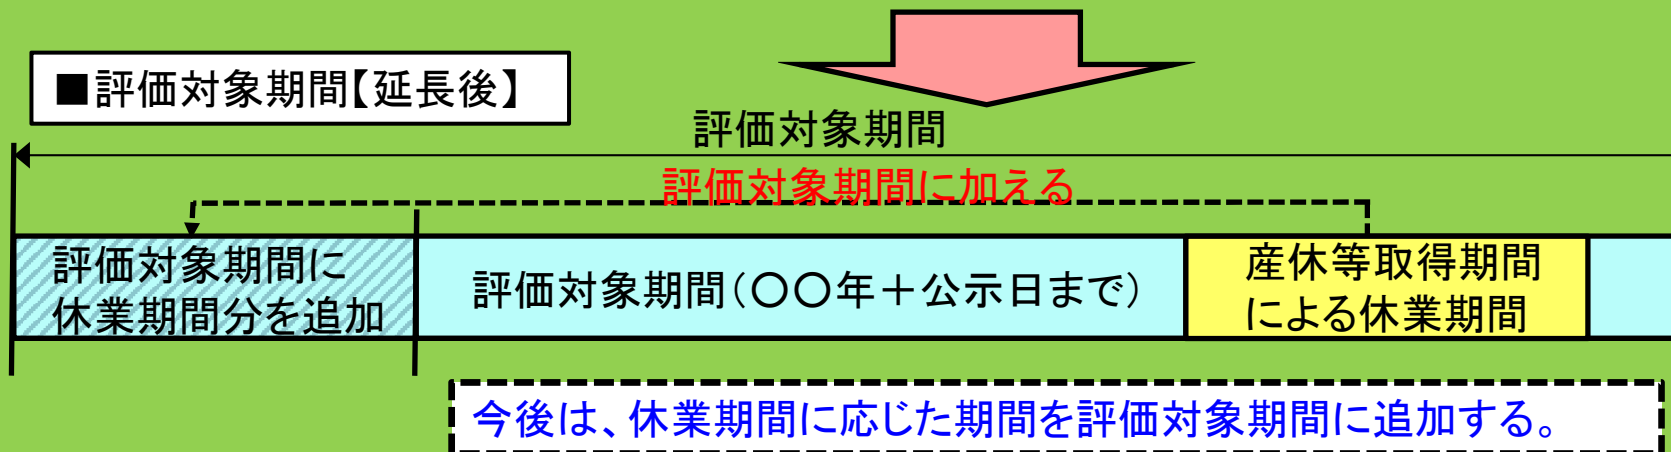 ■評価対象期間【延長後】
評価対象期間
評価対象期間に加える
評価対象期間に
休業期間分を追加
評価対象期間(〇〇年+公示日まで)
産休等取得期間
による休業期間
今後は、休業期間に応じた期間を評価対象期間に追加する。